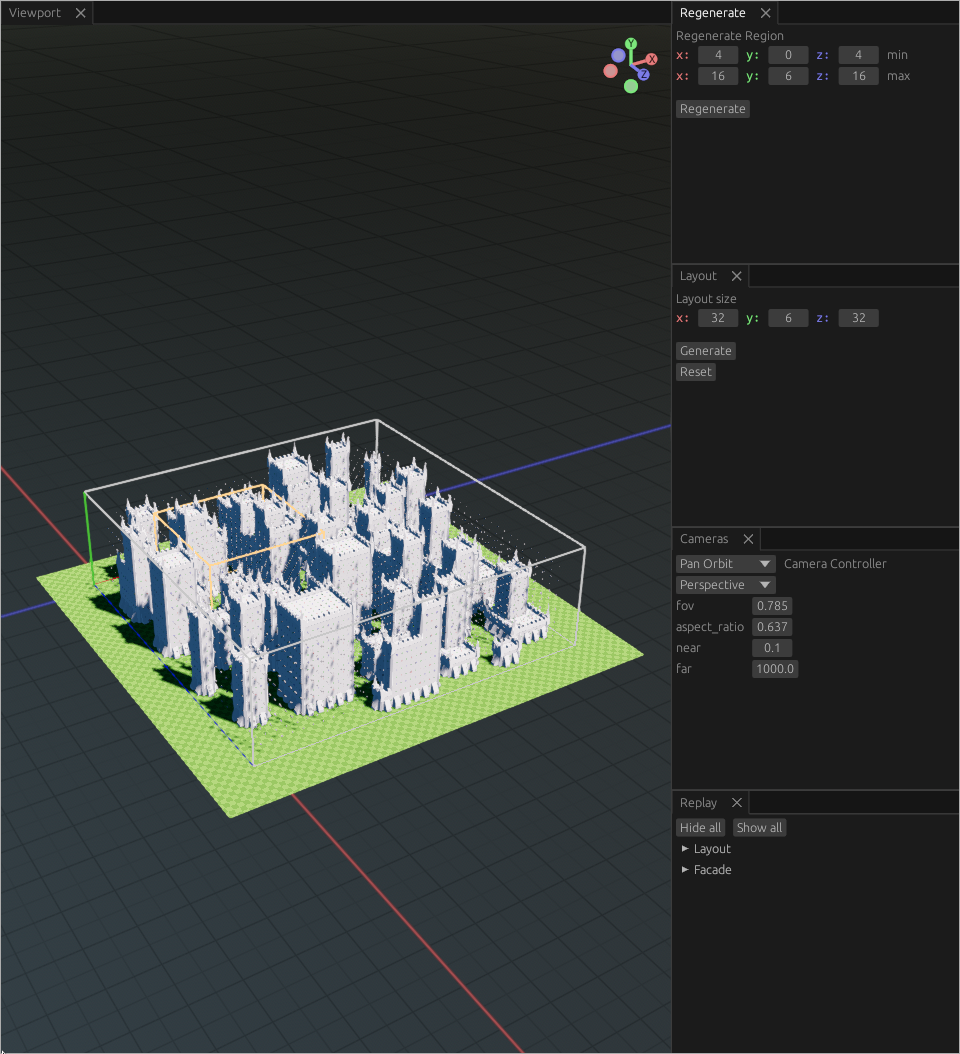 Viewport
Y
X
Z
Regenerate
Regenerate Region
x: 4 y: 0 z: 4 min
x: 16 y: 6 z: 16 max
Regenerate
Layout
Layout size
x: 32 y: 6 z: 32
Generate
Reset
Cameras
Pan Orbit Camera Controller
Perspective
fov 0.785
aspect_ratio 0.637
near 0.1
far 1000.0
Replay
Hide all Show all
Layout
Facade